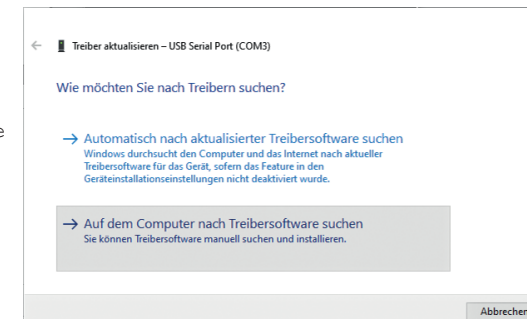 ← Treiber aktualisieren – USB Serial Port (COM3)
Wie möchten Sie nach Treibern suchen?
e
→ Automatisch nach aktualisierter Treibersoftware suchen
Windows durchsucht den Computer und das Internet nach aktueller
Treibersoftware für das Gerät, sofern das Feature in den
Geräteinstallationseinstellungen nicht deaktiviert wurde.
→ Auf dem Computer nach Treibersoftware suchen
Sie können Treibersoftware manuell suchen und installieren.
Abbrechen